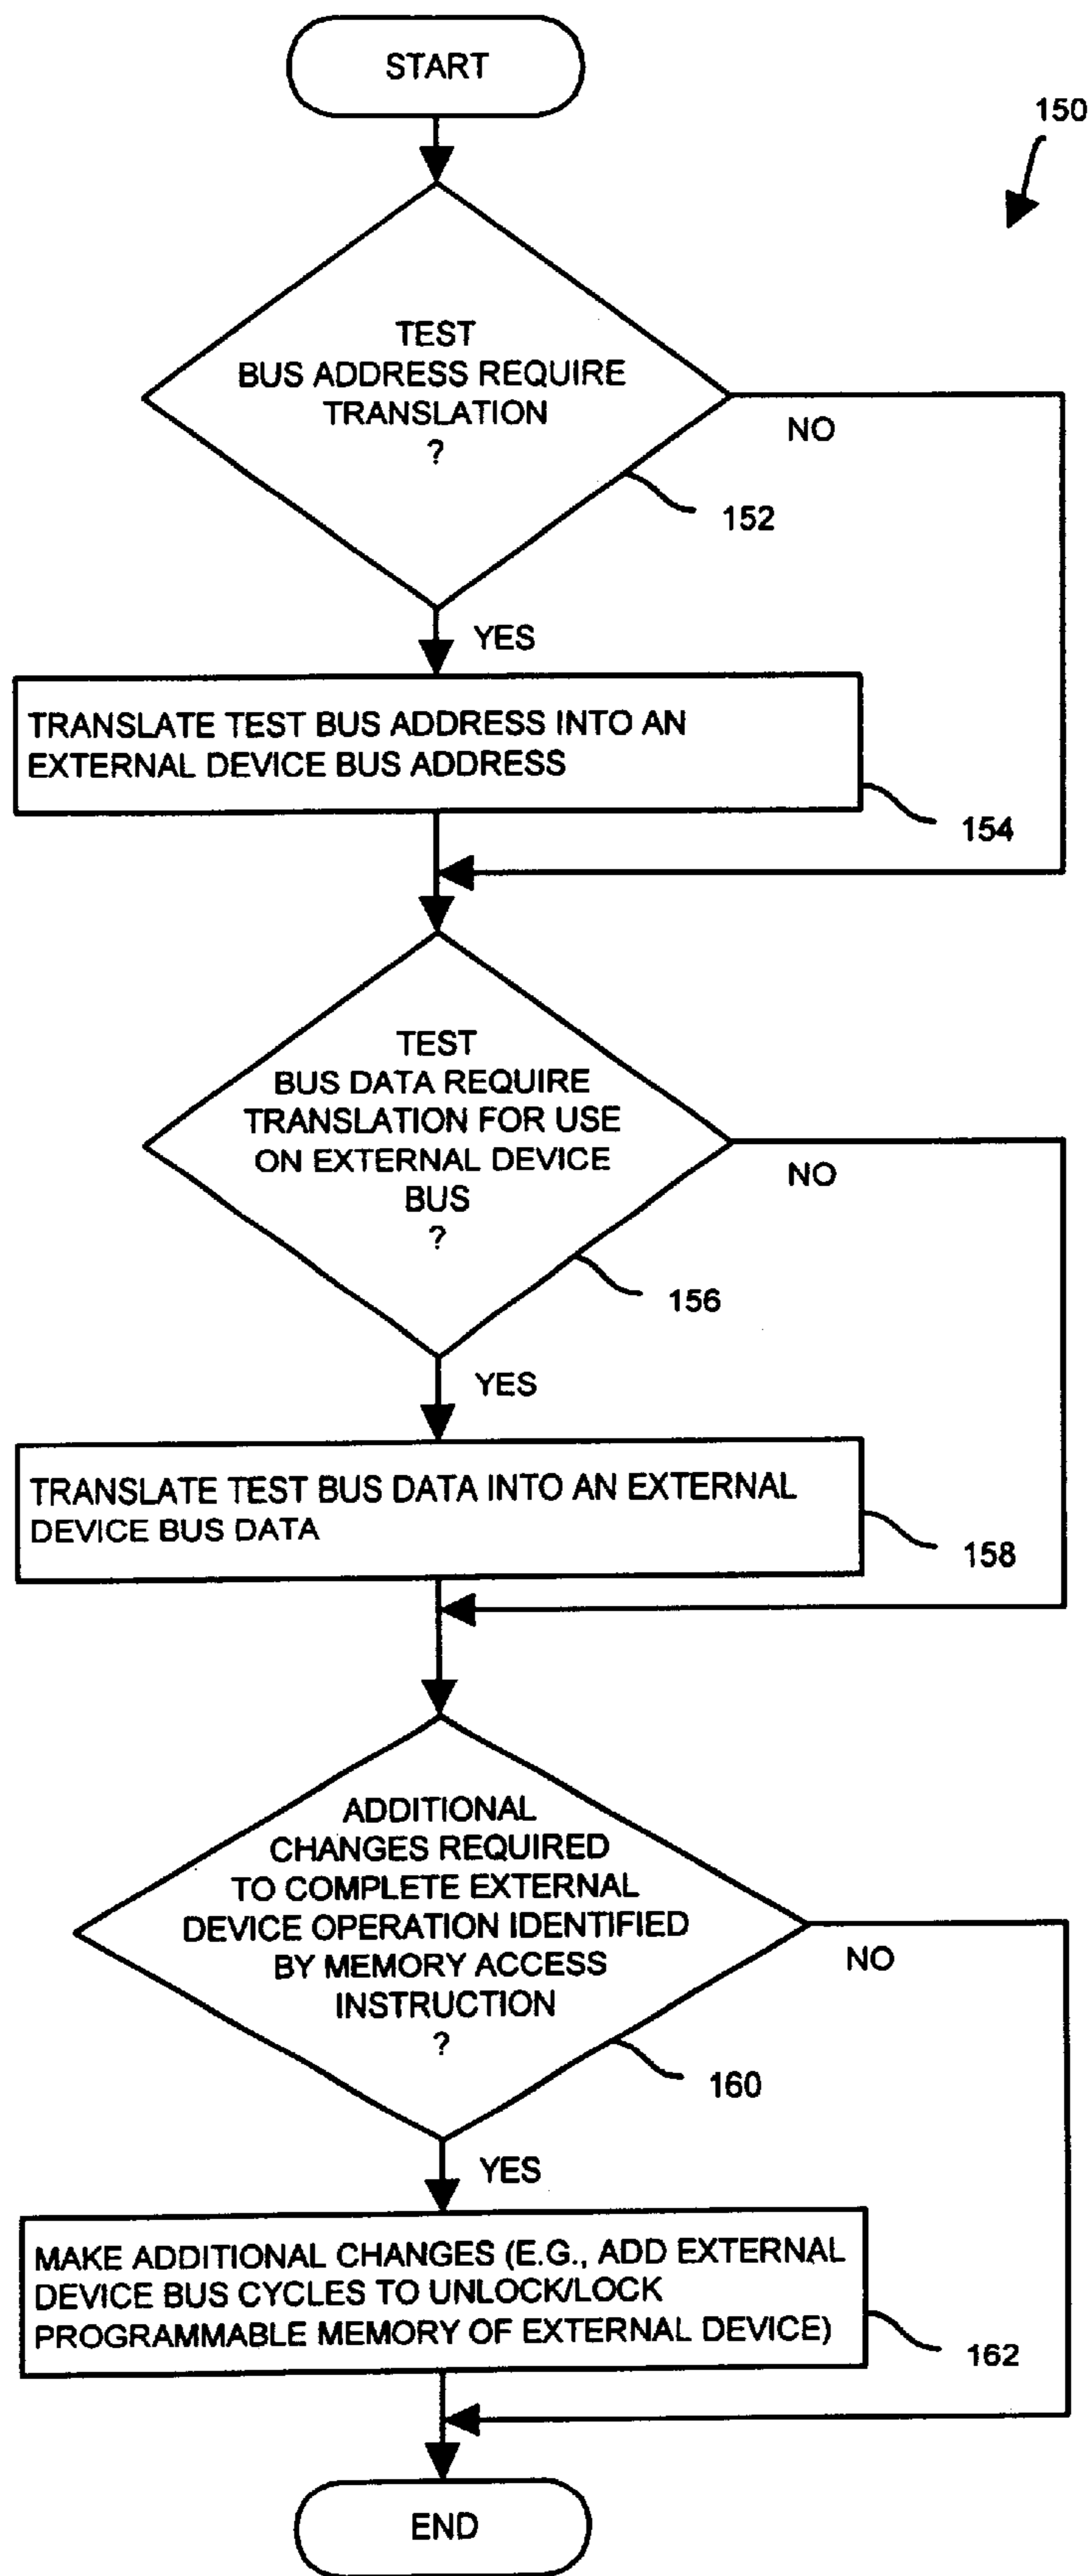 START
150
TEST
BUS ADDRESS REQUIRE
TRANSLATION
?
NO
152
YES
TRANSLATE TEST BUS ADDRESS INTO AN
EXTERNAL DEVICE BUS ADDRESS
154
TEST
BUS DATA REQUIRE
TRANSLATION FOR USE
ON EXTERNAL DEVICE
BUS
?
NO
156
YES
TRANSLATE TEST BUS DATA INTO AN EXTERNAL
DEVICE BUS DATA
158
ADDITIONAL
CHANGES REQUIRED
TO COMPLETE EXTERNAL
DEVICE OPERATION IDENTIFIED
BY MEMORY ACCESS
INSTRUCTION
?
NO
160
YES
MAKE ADDITIONAL CHANGES (E.G., ADD EXTERNAL
DEVICE BUS CYCLES TO UNLOCK/LOCK
PROGRAMMABLE MEMORY OF EXTERNAL DEVICE)
162
END